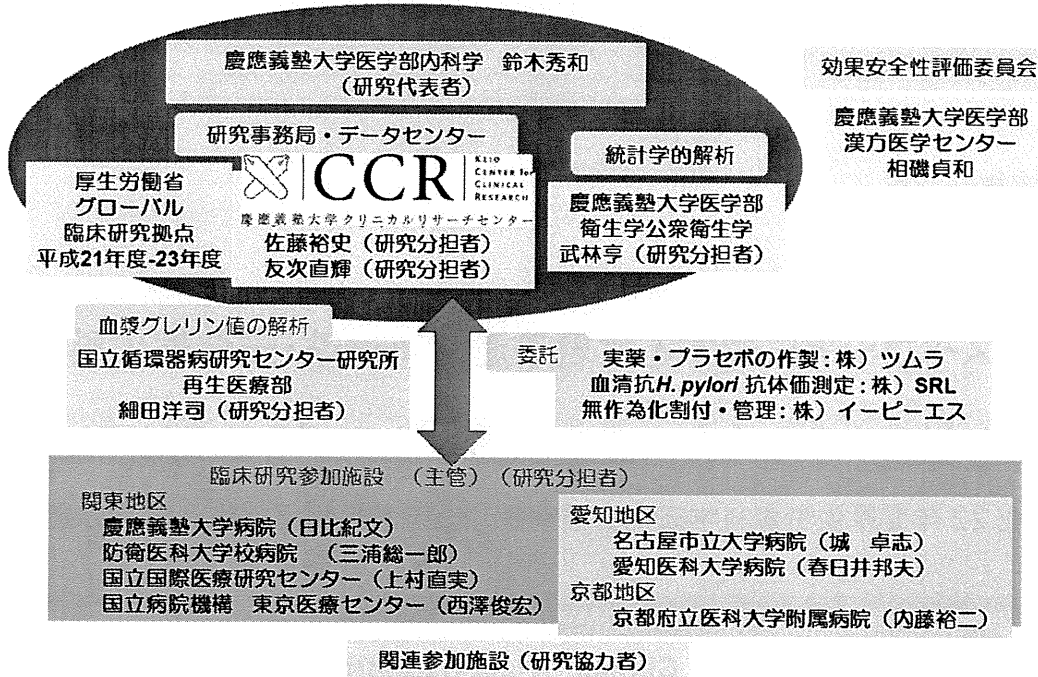 慶應義塾大学医学部内科学 鈴木秀和
(研究代表者)
効果安全性評価委員会
慶應義塾大学医学部
漢方医学センター
相磯貞和
研究事務局・データセンター
CCR
KEIO
CENTER for
CLINICAL
RESEARCH
慶應義塾大学クリニカルリサーチセンター
佐藤裕史(研究分担者)
友次直輝(研究分担者)
統計学的解析
慶應義塾大学医学部
衛生学公衆衛生学
武林亨(研究分担者)
厚生労働省
グローバル
臨床研究拠点
平成21年度-23年度
血漿グレリン値の解析
国立循環器病研究センター研究所
再生医療部
細田洋司(研究分担者)
委託
実薬・プラセボの作製:株)ツムラ
血清抗H. pylori 抗体価測定:株)SRL
無作為化割付・管理:株)イーピーエス
臨床研究参加施設 (主管)(研究分担者)
関東地区
慶應義塾大学病院(日比紀文)
防衛医科大学校病院 (三浦総一郎)
国立国際医療研究センター(上村直実)
国立病院機構 東京医療センター(西澤俊宏)
愛知地区
名古屋市立大学病院(城 卓志)
愛知医科大学病院(春日井邦夫)
京都地区
京都府立医科大学附属病院(内藤裕二)
関連参加施設(研究協力者)